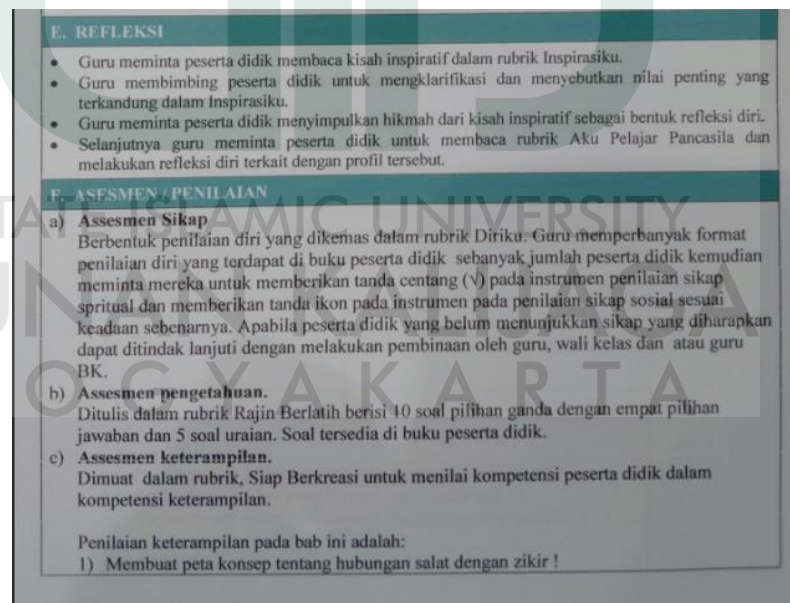 E. REFLEKSI
• Guru meminta peserta didik membaca kisah inspiratif dalam rubrik Inspirasiku.
• Guru membimbing peserta didik untuk mengklarifikasi dan menyebutkan nilai penting yang
terkandung dalam Inspirasiku.
• Guru meminta peserta didik menyimpulkan hikmah dari kisah inspiratif sebagai bentuk refleksi diri.
• Selanjutnya guru meminta peserta didik untuk membaca rubrik Aku Pelajar Pancasila dan
melakukan refleksi diri terkait dengan profil tersebut.
F. ASESMEN / PENILAIAN
STATE ISLAMIC UNIVERSITY
a) Assesmen Sikap
Berbentuk penilaian diri yang dikemas dalam rubrik Diriku. Guru memperbanyak format
penilaian diri yang terdapat di buku peserta didik sebanyak jumlah peserta didik kemudian
meminta mereka untuk memberikan tanda centang (√) pada instrumen penilaian sikap
SUNAN KALIJAGA
spritual dan memberikan tanda ikon pada instrumen pada penilaian sikap sosial sesuai
keadaan sebenarnya. Apabila peserta didik yang belum menunjukkan sikap yang diharapkan
dapat ditindak lanjuti dengan melakukan pembinaan oleh guru, wali kelas dan atau guru
BK.
YOGYAKARTA
b) Assesmen pengetahuan.
Ditulis dalam rubrik Rajin Berlatih berisi 10 soal pilihan ganda dengan empat pilihan
jawaban dan 5 soal uraian. Soal tersedia di buku peserta didik.
c) Assesmen keterampilan.
Dimuat dalam rubrik, Siap Berkreasi untuk menilai kompetensi peserta didik dalam
kompetensi keterampilan.
Penilaian keterampilan pada bab ini adalah:
1) Membuat peta konsep tentang hubungan salat dengan zikir !